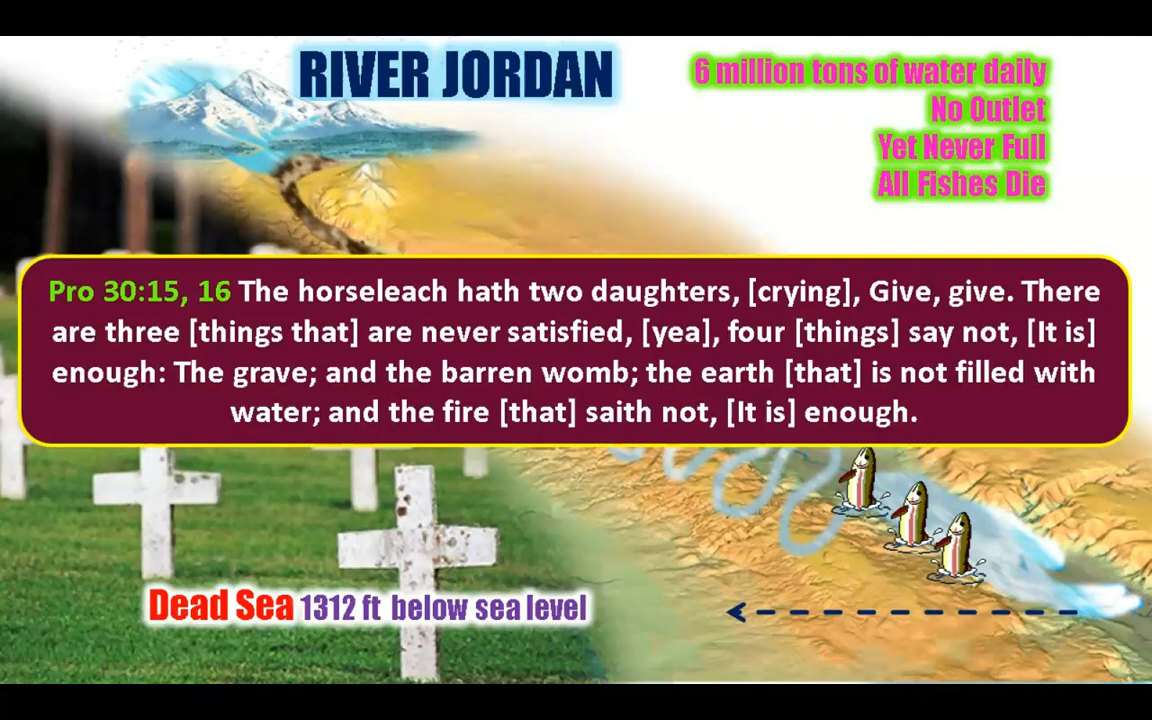 RIVER JORDAN
6 million tons of water daily
No Outlet
Yet Never Full
All Fishes Die
Pro 30:15, 16 The horseleach hath two daughters, [crying], Give, give. There
are three [things that] are never satisfied, [yea], four [things] say not, [It is]
enough: The grave; and the barren womb; the earth [that] is not filled with
water; and the fire [that] saith not, [It is] enough.
Dead Sea 1312 ft below sea level